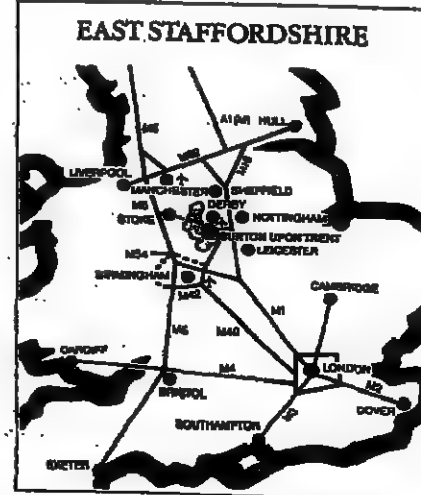 EAST STAFFORDSHIRE
A1(M) HULL
M62
LIVERPOOL
MANCHESTER SHEFFIELD
M6 DERBY
STOKE NOTTINGHAM
BURTON UPON TRENT
LEICESTER
M54
BIRMINGHAM
M42
CAMBRIDGE
M1
M40
M5
CARDIFF
M4
LONDON
M2
BRISTOL
DOVER
SOUTHAMPTON
EXETER